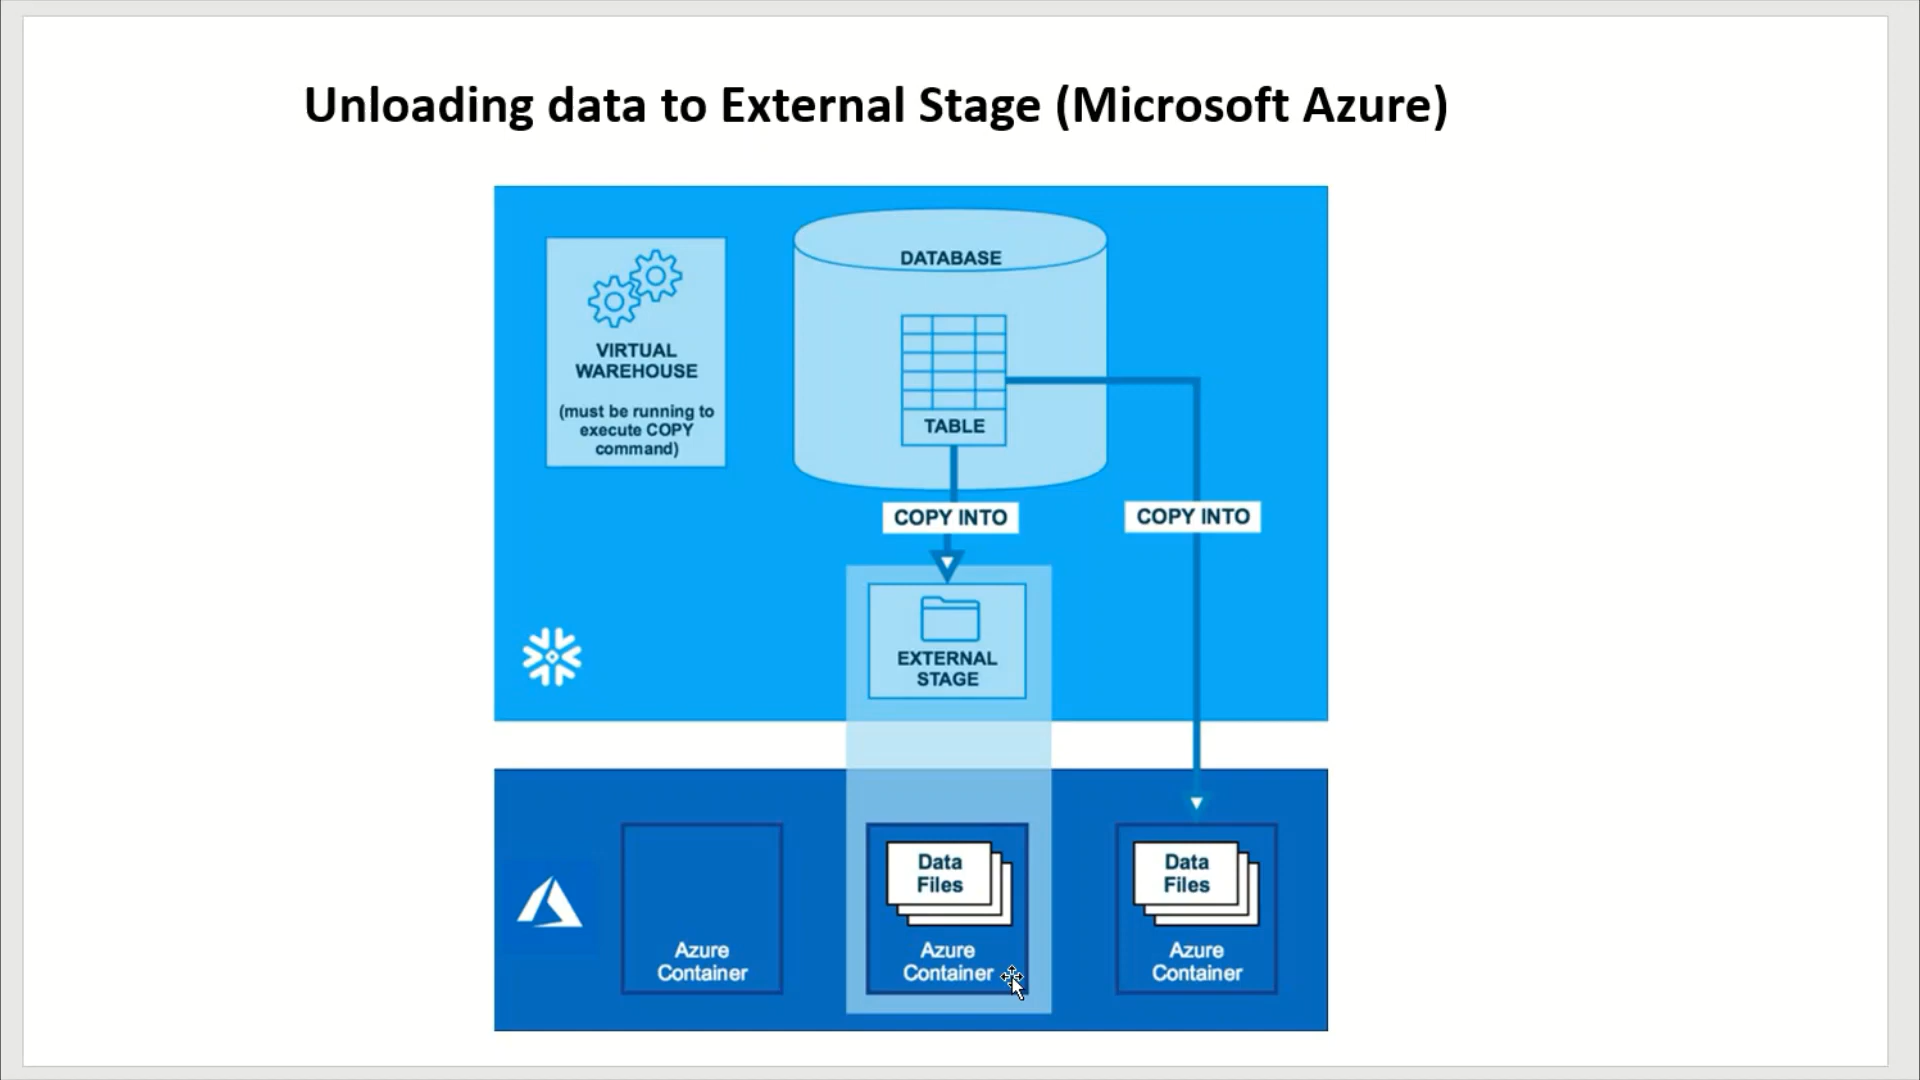 Unloading data to External Stage (Microsoft Azure)
DATABASE
VIRTUAL
WAREHOUSE
(must be running to
execute COPY
command)
TABLE
COPY INTO
COPY INTO
EXTERNAL
STAGE
Data
Files
Data
Files
Azure
Container
Azure
Container
Azure
Container